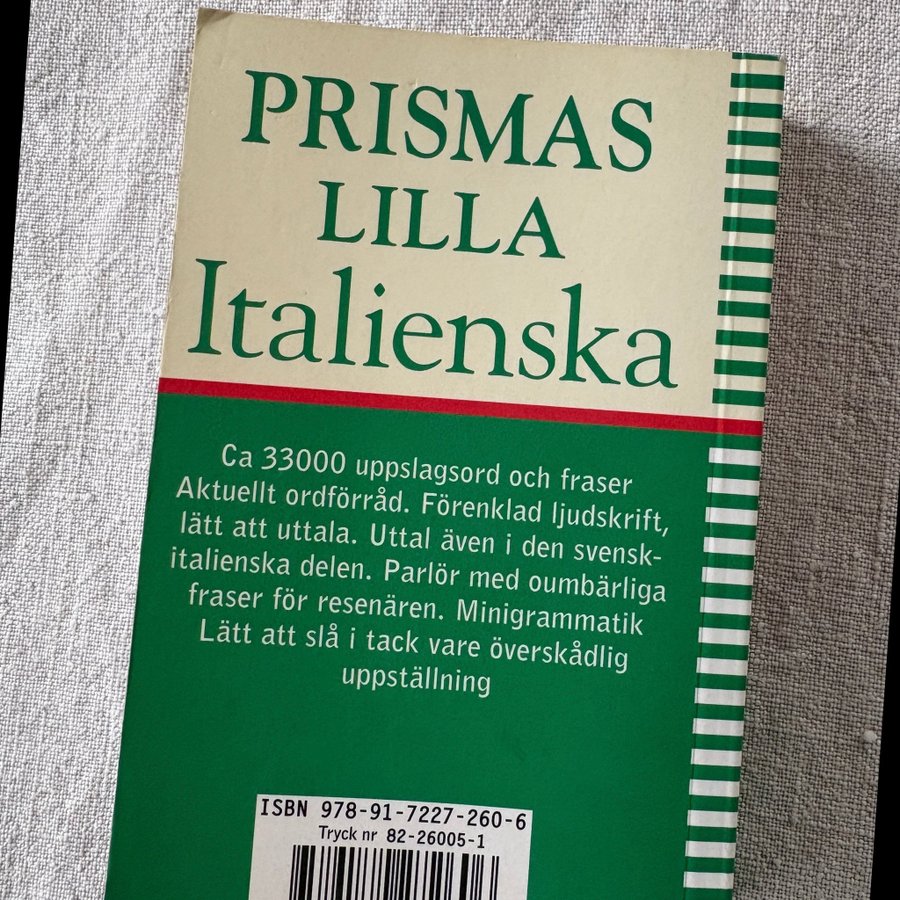 PRISMAS
LILLA
Italienska
Ca 33000 uppslagsord och fraser
Aktuellt ordförråd. Förenklad ljudskrift,
lätt att uttala. Uttal även i den svensk-
italienska delen. Parlör med oumbärliga
fraser för resenären. Minigrammatik
Lätt att slå i tack vare överskådlig
uppställning
ISBN 978-91-7227-260-6
Tryck nr 82-26005-1